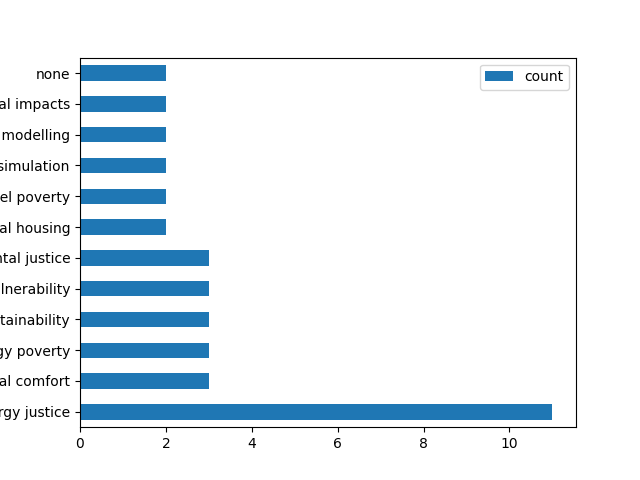 none
al impacts
modelling
simulation
el poverty
al housing
ntal justice
lnerability
tainability
gy poverty
al comfort
rgy justice
count
0 2 4 6 8 10